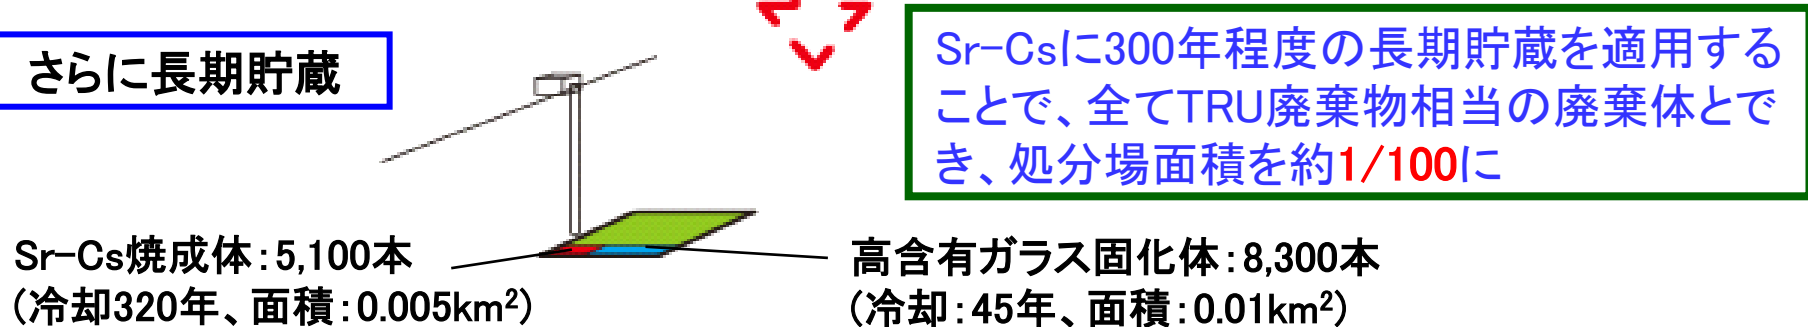 さらに長期貯蔵
Sr-Csに300年程度の長期貯蔵を適用する
ことで、全てTRU廃棄物相当の廃棄体とで
き、処分場面積を約1/100に
Sr-Cs焼成体：5,100本
(冷却320年、面積：0.005km²)
高含有ガラス固化体：8,300本
(冷却：45年、面積：0.01km²)